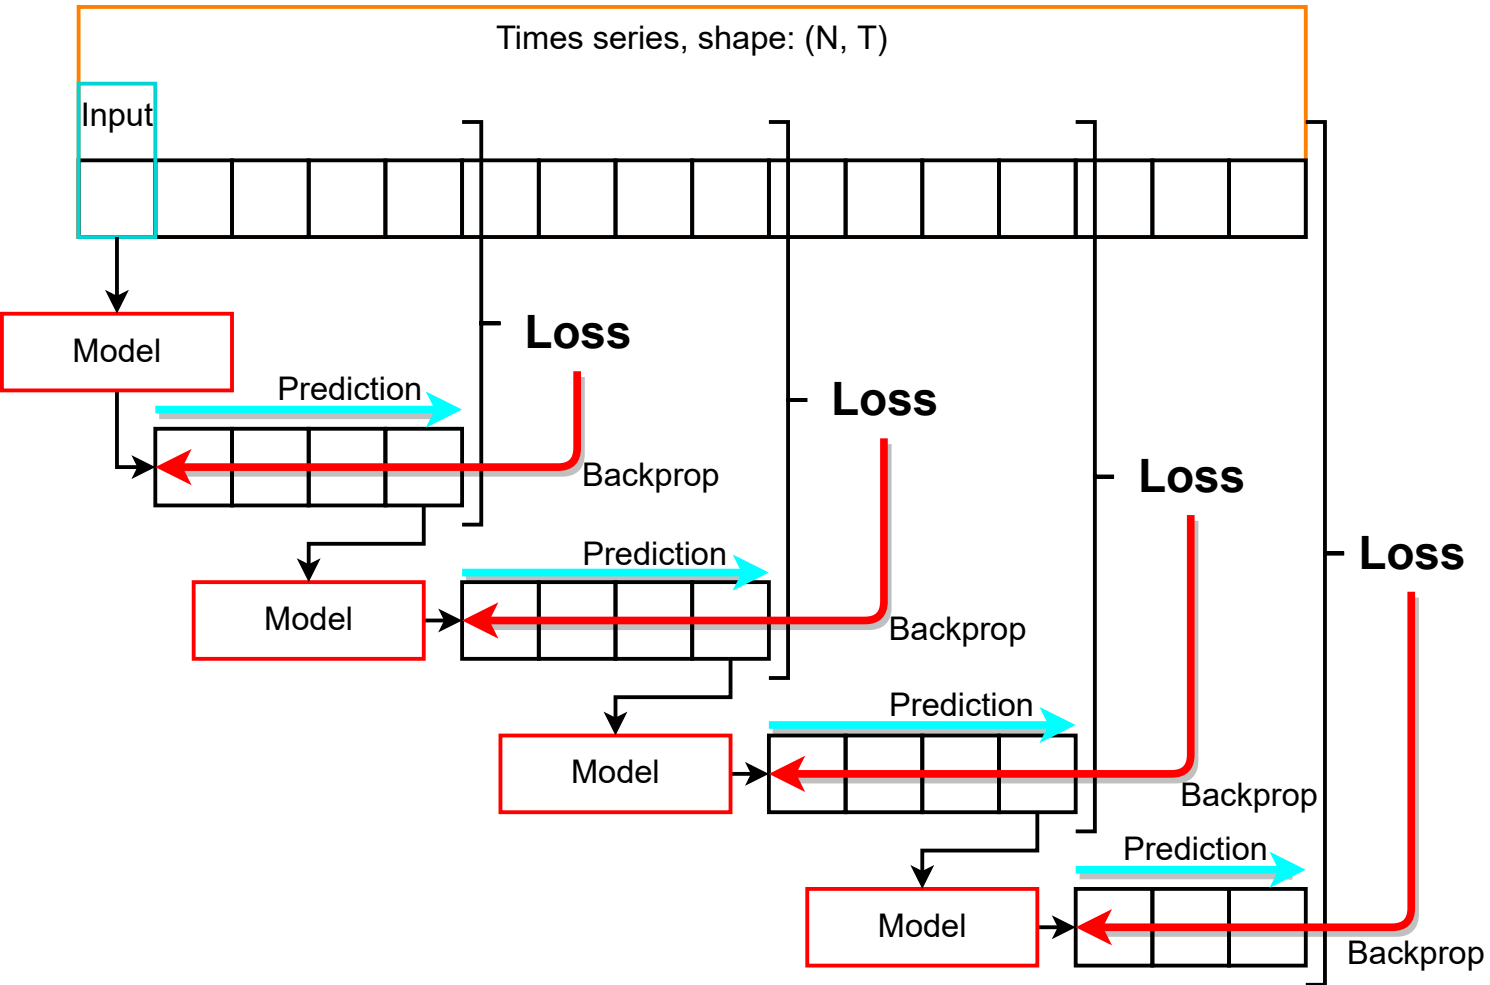 Times series, shape: (N, T)
Input
Model
Loss
Prediction
Backprop
Loss
Prediction
Model
Backprop
Loss
Prediction
Model
Backprop
Loss
Prediction
Model
Backprop